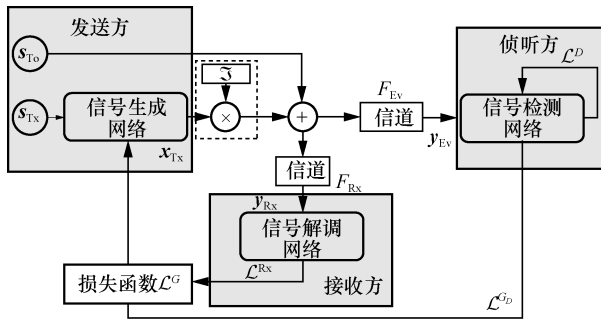 发送方
s_To
s_Tx
信号生成
网络
x_Tx
ℑ
×
+
F_Ev
信道
y_Ev
侦听方
ℒ^D
信号检测
网络
信道
F_Rx
y_Rx
信号解调
网络
ℒ^Rx
接收方
损失函数ℒ^G
ℒ^{G_D}